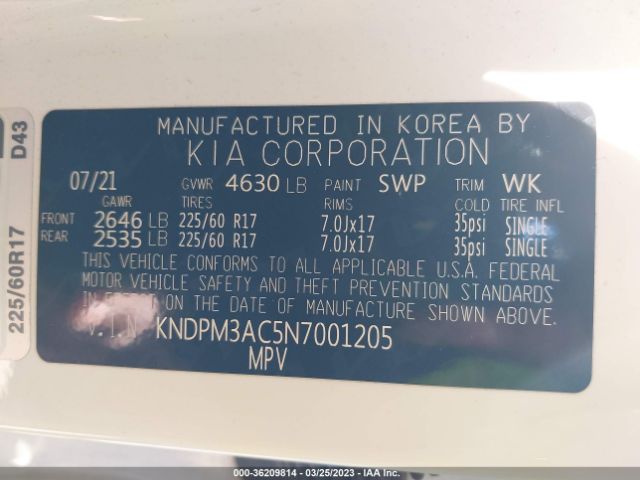 MANUFACTURED IN KOREA BY
KIA CORPORATION
07/21 GVWR 4630 LB PAINT SWP TRIM WK
GAWR TIRES RIMS COLD TIRE INFL
FRONT 2646 LB 225/60 R17 7.0Jx17 35psi SINGLE
REAR 2535 LB 225/60 R17 7.0Jx17 35psi SINGLE
THIS VEHICLE CONFORMS TO ALL APPLICABLE U.S.A. FEDERAL
MOTOR VEHICLE SAFETY AND THEFT PREVENTION STANDARDS
IN EFFECT ON THE DATE OF MANUFACTURE SHOWN ABOVE.
V.I.N KNDPM3AC5N7001205
MPV
225/60R17 D43
000-36209814 | 03/25/2023 | IAA Inc.